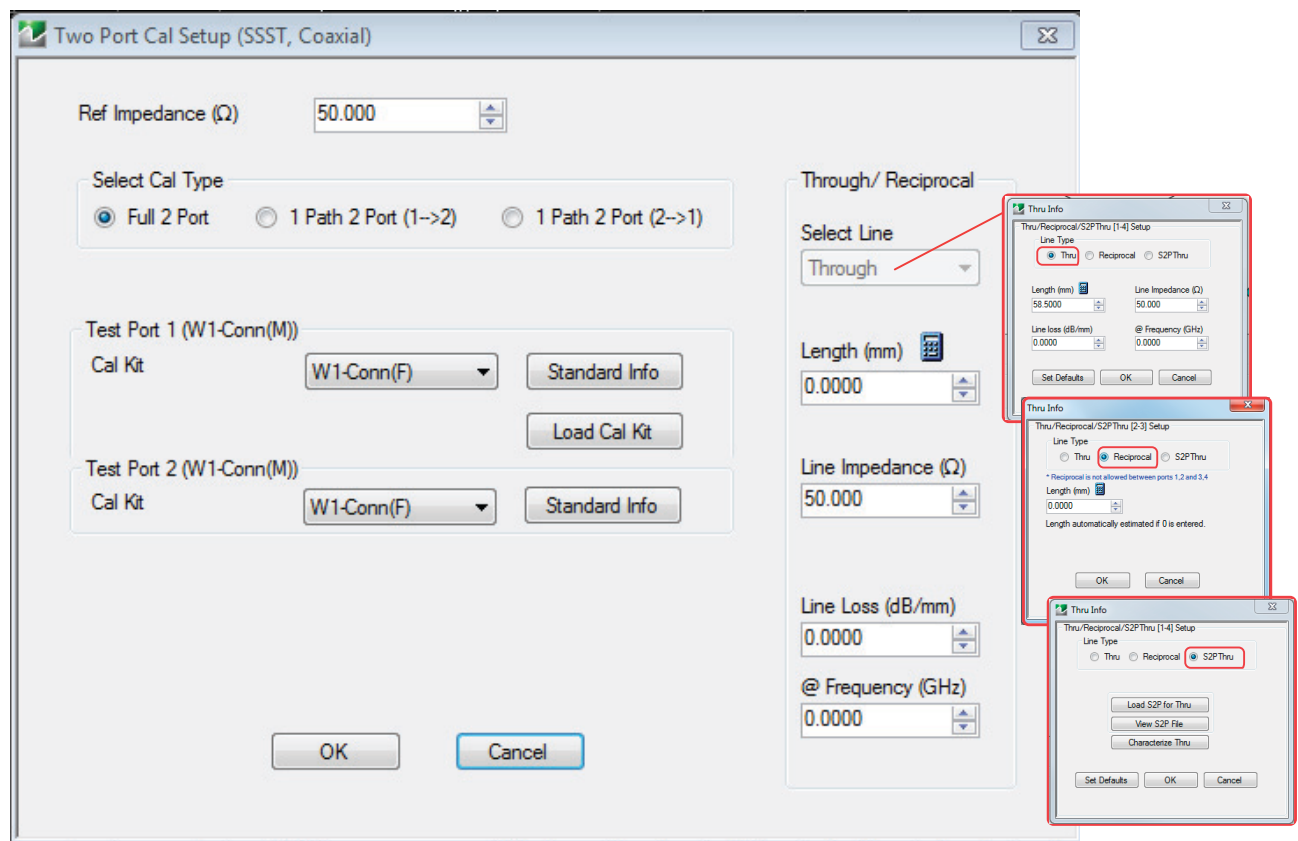 Two Port Cal Setup (SSST, Coaxial)
Ref Impedance (Ω)
50.000
Select Cal Type
Full 2 Port
1 Path 2 Port (1-->2)
1 Path 2 Port (2-->1)
Test Port 1 (W1-Conn(M))
Cal Kit
W1-Conn(F)
Standard Info
Load Cal Kit
Test Port 2 (W1-Conn(M))
Cal Kit
W1-Conn(F)
Standard Info
OK
Cancel
Through/ Reciprocal
Select Line
Through
Length (mm)
0.0000
Line Impedance (Ω)
50.000
Line Loss (dB/mm)
0.0000
@ Frequency (GHz)
0.0000
Thru Info
Thru/Reciprocal/S2PThru [1-4] Setup
Line Type
Thru
Reciprocal
S2PThru
Length (mm)
Line Impedance (Ω)
58.5000
50.000
Line loss (dB/mm)
@ Frequency (GHz)
0.0000
0.0000
Set Defaults
OK
Cancel
Thru Info
Thru/Reciprocal/S2PThru [2-3] Setup
Line Type
Thru
Reciprocal
S2PThru
* Reciprocal is not allowed between ports 1,2 and 3,4
Length (mm)
0.0000
Length automatically estimated if 0 is entered.
OK
Cancel
Thru Info
Thru/Reciprocal/S2PThru [1-4] Setup
Line Type
Thru
Reciprocal
S2PThru
Load S2P for Thru
View S2P File
Characterize Thru
Set Defaults
OK
Cancel